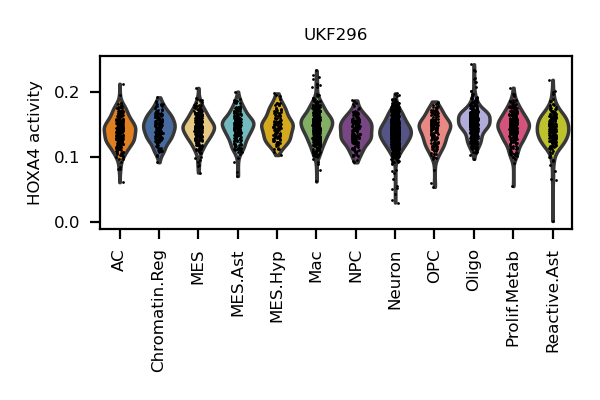 UKF296
HOXA4 activity
0.2
0.1
0.0
AC
Chromatin.Reg
MES
MES.Ast
MES.Hyp
Mac
NPC
Neuron
OPC
Oligo
Prolif.Metab
Reactive.Ast